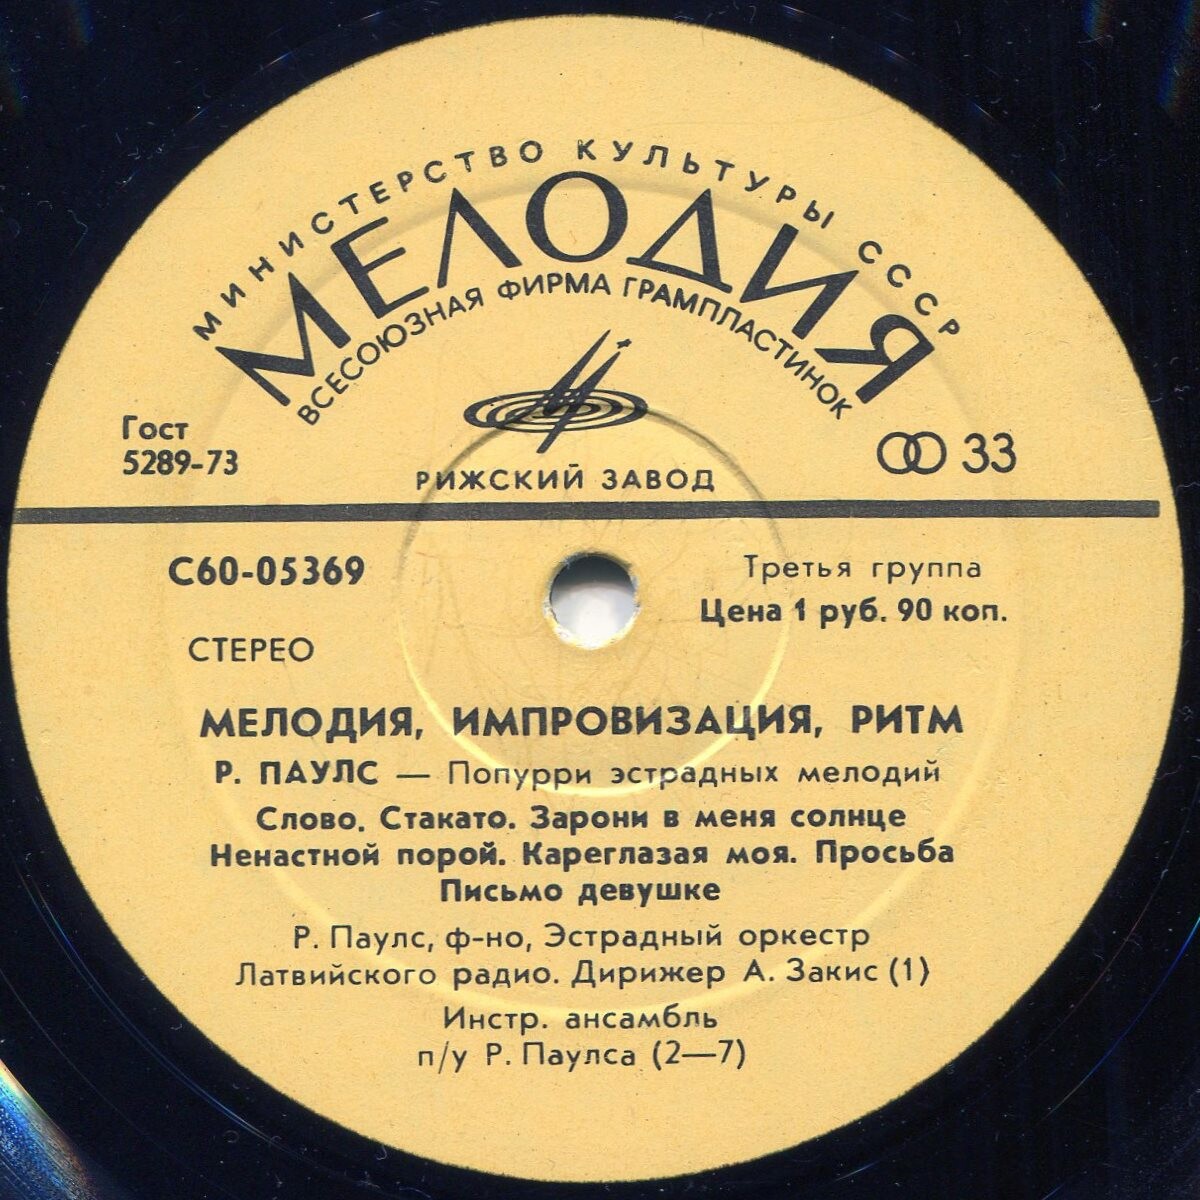 МИНИСТЕРСТВО КУЛЬТУРЫ СССР
МЕЛОДИЯ
ВСЕСОЮЗНАЯ ФИРМА ГРАМПЛАСТИНОК
Гост
5289-73
33
РИЖСКИЙ ЗАВОД
С60-05369
Третья группа
Цена 1 руб. 90 коп.
СТЕРЕО
МЕЛОДИЯ, ИМПРОВИЗАЦИЯ, РИТМ
Р. ПАУЛС — Попурри эстрадных мелодий
Слово. Стакато. Зарони в меня солнце
Ненастной порой. Кареглазая моя. Просьба
Письмо девушке
Р. Паулс, ф-но, Эстрадный оркестр
Латвийского радио. Дирижер А. Закис (1)
Инстр. ансамбль
п/у Р. Паулса (2—7)